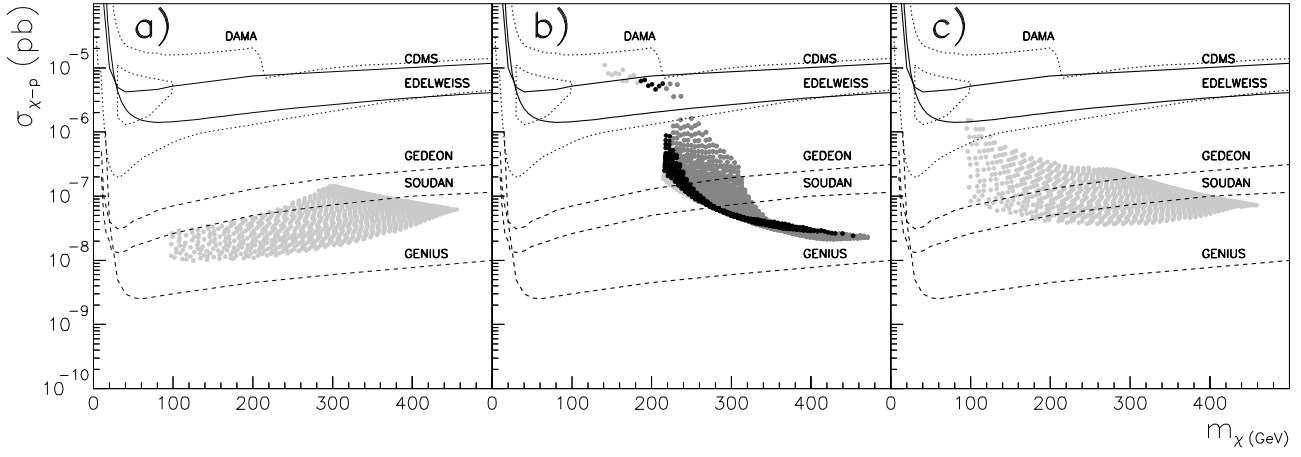 σχ−p (pb)
10⁻⁵
10⁻⁶
10⁻⁷
10⁻⁸
10⁻⁹
10⁻¹⁰
a)
DAMA
CDMS
EDELWEISS
GEDEON
SOUDAN
GENIUS
0 100 200 300 400
b)
DAMA
CDMS
EDELWEISS
GEDEON
SOUDAN
GENIUS
0 100 200 300 400
c)
DAMA
CDMS
EDELWEISS
GEDEON
SOUDAN
GENIUS
0 100 200 300 400
mχ (GeV)